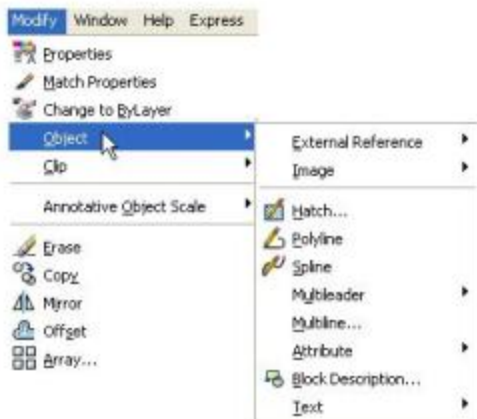 Modify Window Help Express
Properties
Match Properties
Change to ByLayer
Object
Clip
Annotative Object Scale
Erase
Copy
Mirror
Offset
Array...
External Reference
Image
Hatch...
Polyline
Spline
Multileader
Multiline...
Attribute
Block Description...
Text